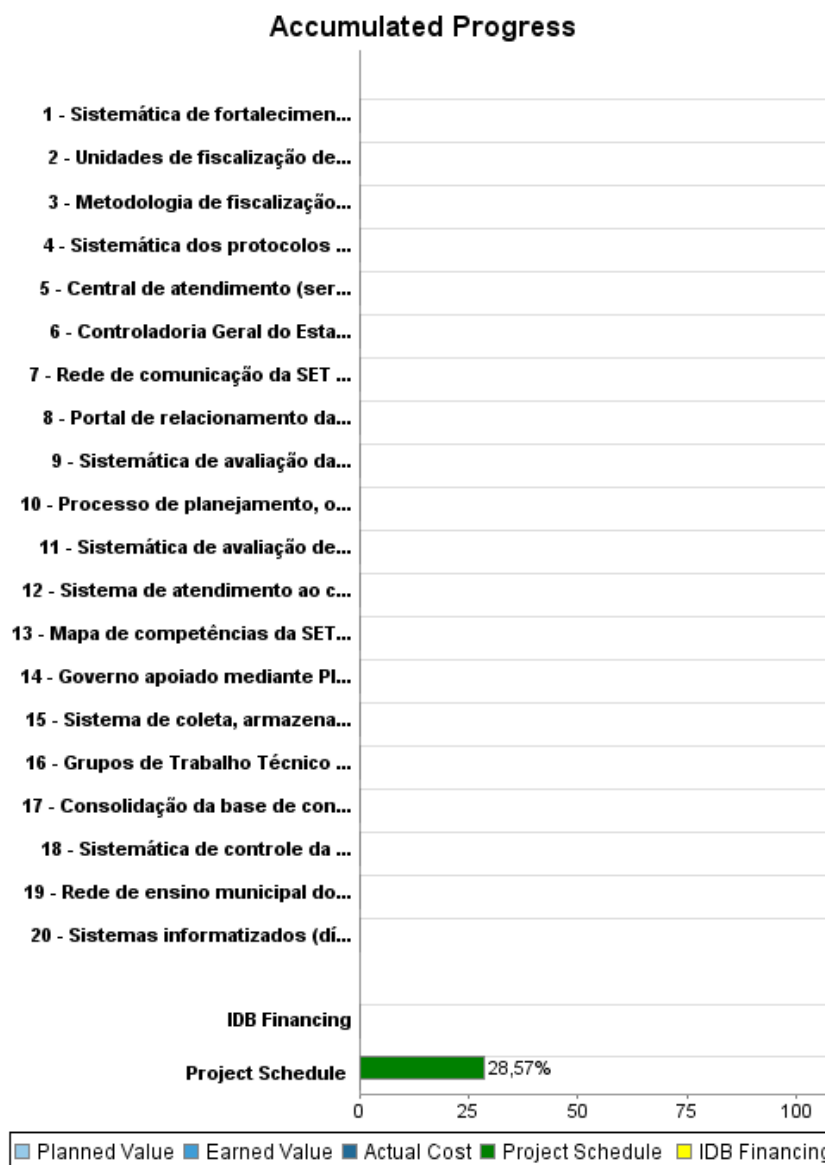 Accumulated Progress
1 - Sistemática de fortalecimen...
2 - Unidades de fiscalização de...
3 - Metodologia de fiscalização...
4 - Sistemática dos protocolos ...
5 - Central de atendimento (ser...
6 - Controladoria Geral do Esta...
7 - Rede de comunicação da SET ...
8 - Portal de relacionamento da...
9 - Sistemática de avaliação da...
10 - Processo de planejamento, o...
11 - Sistemática de avaliação de...
12 - Sistema de atendimento ao c...
13 - Mapa de competências da SET...
14 - Governo apoiado mediante Pl...
15 - Sistema de coleta, armazena...
16 - Grupos de Trabalho Técnico ...
17 - Consolidação da base de con...
18 - Sistemática de controle da ...
19 - Rede de ensino municipal do...
20 - Sistemas informatizados (dí...
IDB Financing
Project Schedule 28,57%
0 25 50 75 100
Planned Value Earned Value Actual Cost Project Schedule IDB Financing